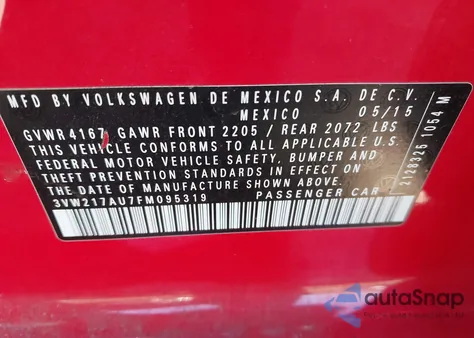 MFD BY VOLKSWAGEN DE MEXICO S.A. DE C.V.
MEXICO 05/15
GVWR 4167 GAWR FRONT 2205 / REAR 2072 LBS
THIS VEHICLE CONFORMS TO ALL APPLICABLE
FEDERAL MOTOR VEHICLE SAFETY, BUMPER AND
THEFT PREVENTION STANDARDS IN EFFECT ON
THE DATE OF MANUFACTURE SHOWN ABOVE.
3VW217AU7FM095319 PASSENGER CAR
2128325 1054 M
autoSnap